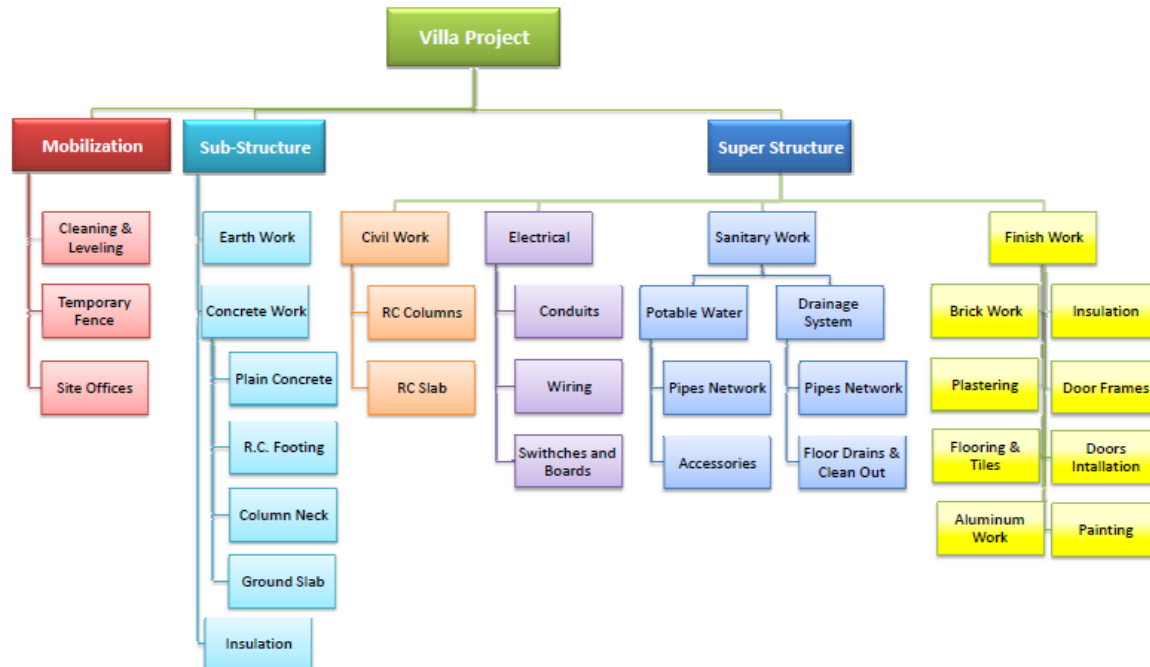 Villa Project
Mobilization
Sub-Structure
Super Structure
Cleaning &
Leveling
Earth Work
Civil Work
Electrical
Sanitary Work
Finish Work
Temporary
Fence
Concrete Work
RC Columns
Conduits
Potable Water
Drainage
System
Brick Work
Insulation
Site Offices
Plain Concrete
RC Slab
Wiring
Pipes Network
Pipes Network
Plastering
Door Frames
R.C. Footing
Swithches and
Boards
Accessories
Floor Drains &
Clean Out
Flooring &
Tiles
Doors
Intallation
Column Neck
Aluminum
Work
Painting
Ground Slab
Insulation